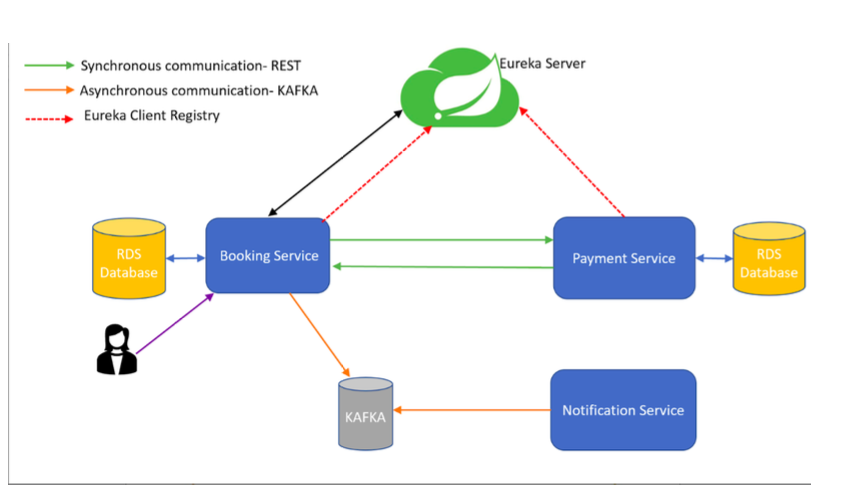 Eureka Server
Synchronous communication- REST
Asynchronous communication- KAFKA
Eureka Client Registry
RDS
Database
Booking Service
Payment Service
RDS
Database
KAFKA
Notification Service